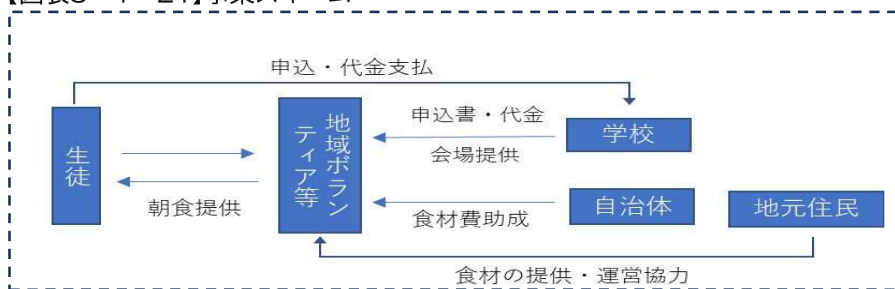 申込・代金支払
生徒
地域ボラン
ティア等
申込書・代金
会場提供
学校
朝食提供
食材費助成
自治体
地元住民
食材の提供・運営協力